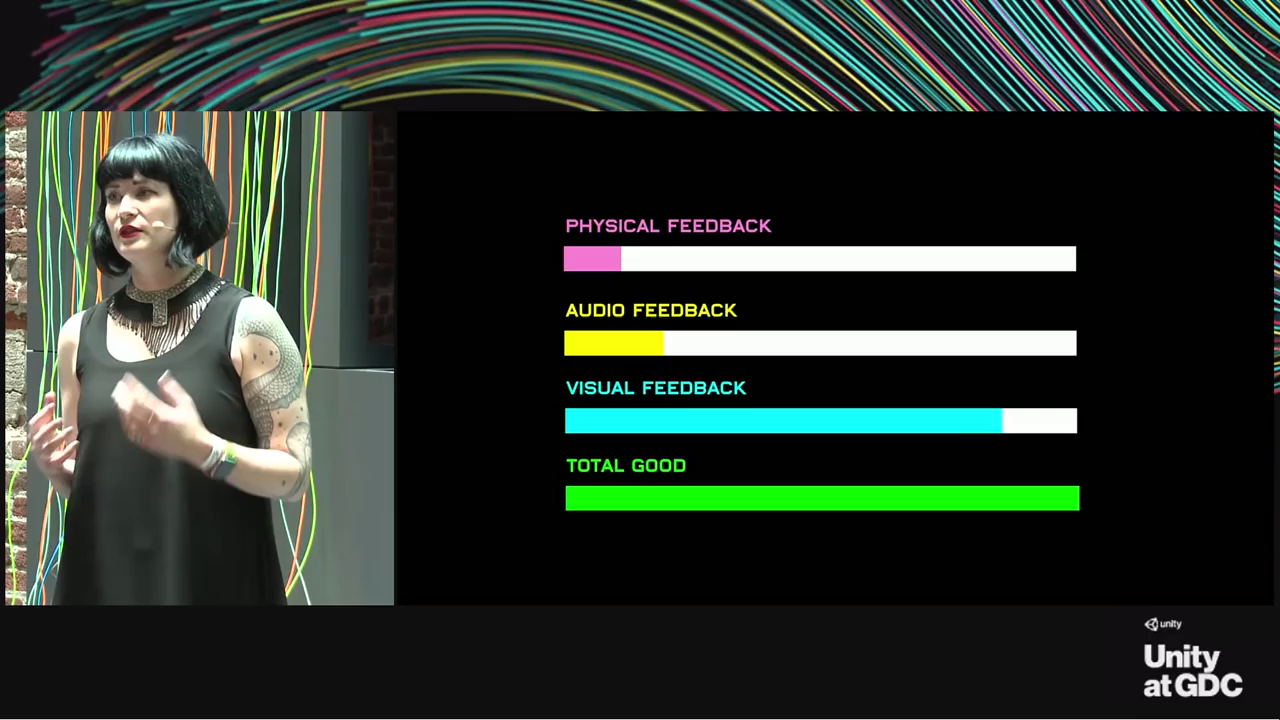 PHYSICAL FEEDBACK
AUDIO FEEDBACK
VISUAL FEEDBACK
TOTAL GOOD
unity
Unity
at GDC